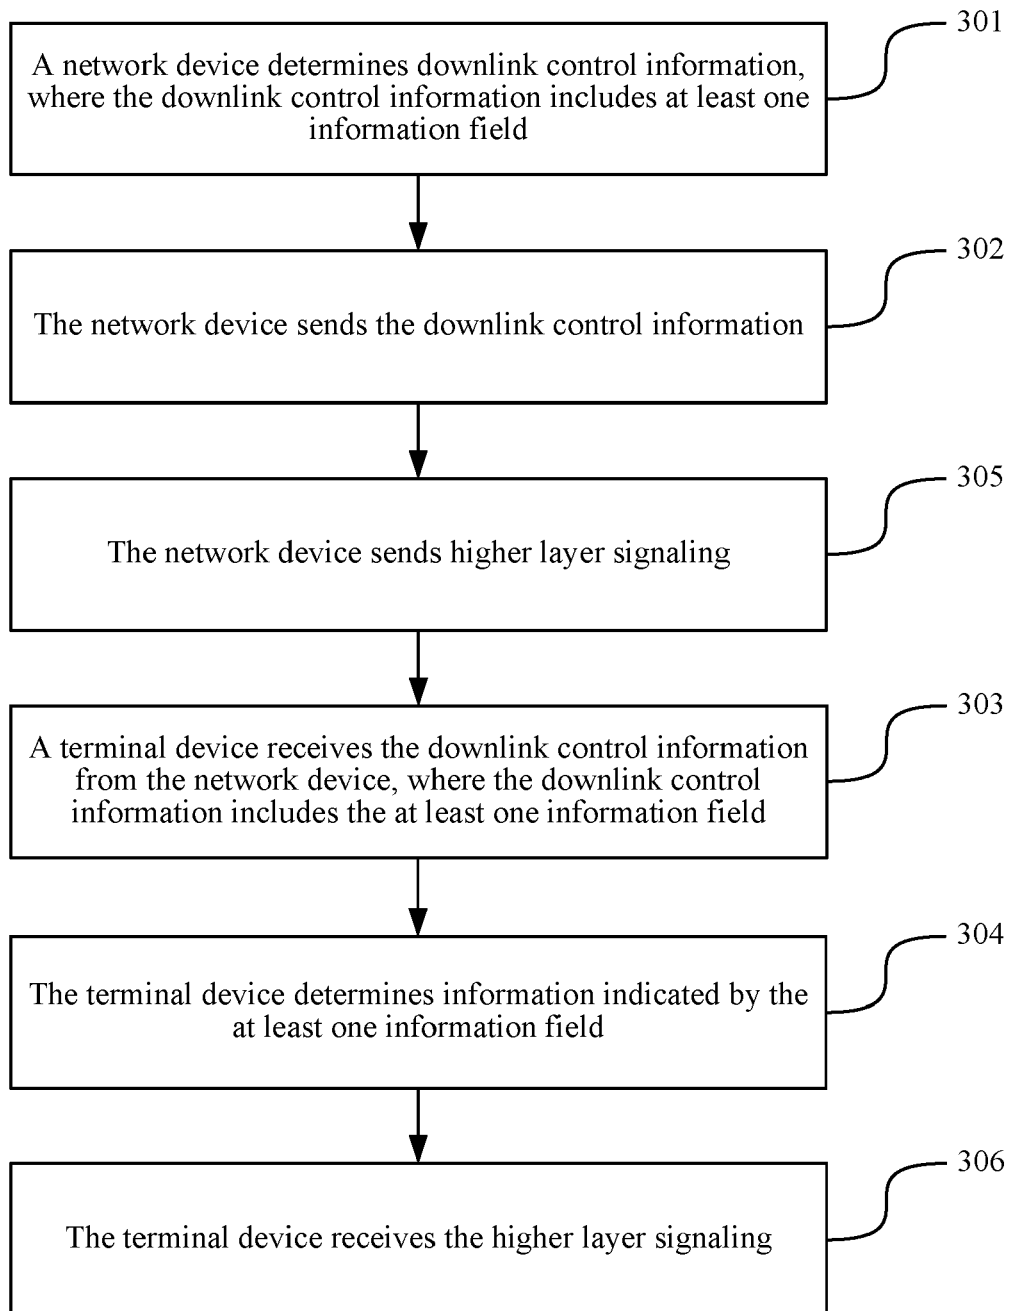 301
A network device determines downlink control information,
where the downlink control information includes at least one
information field
302
The network device sends the downlink control information
305
The network device sends higher layer signaling
303
A terminal device receives the downlink control information
from the network device, where the downlink control
information includes the at least one information field
304
The terminal device determines information indicated by the
at least one information field
306
The terminal device receives the higher layer signaling